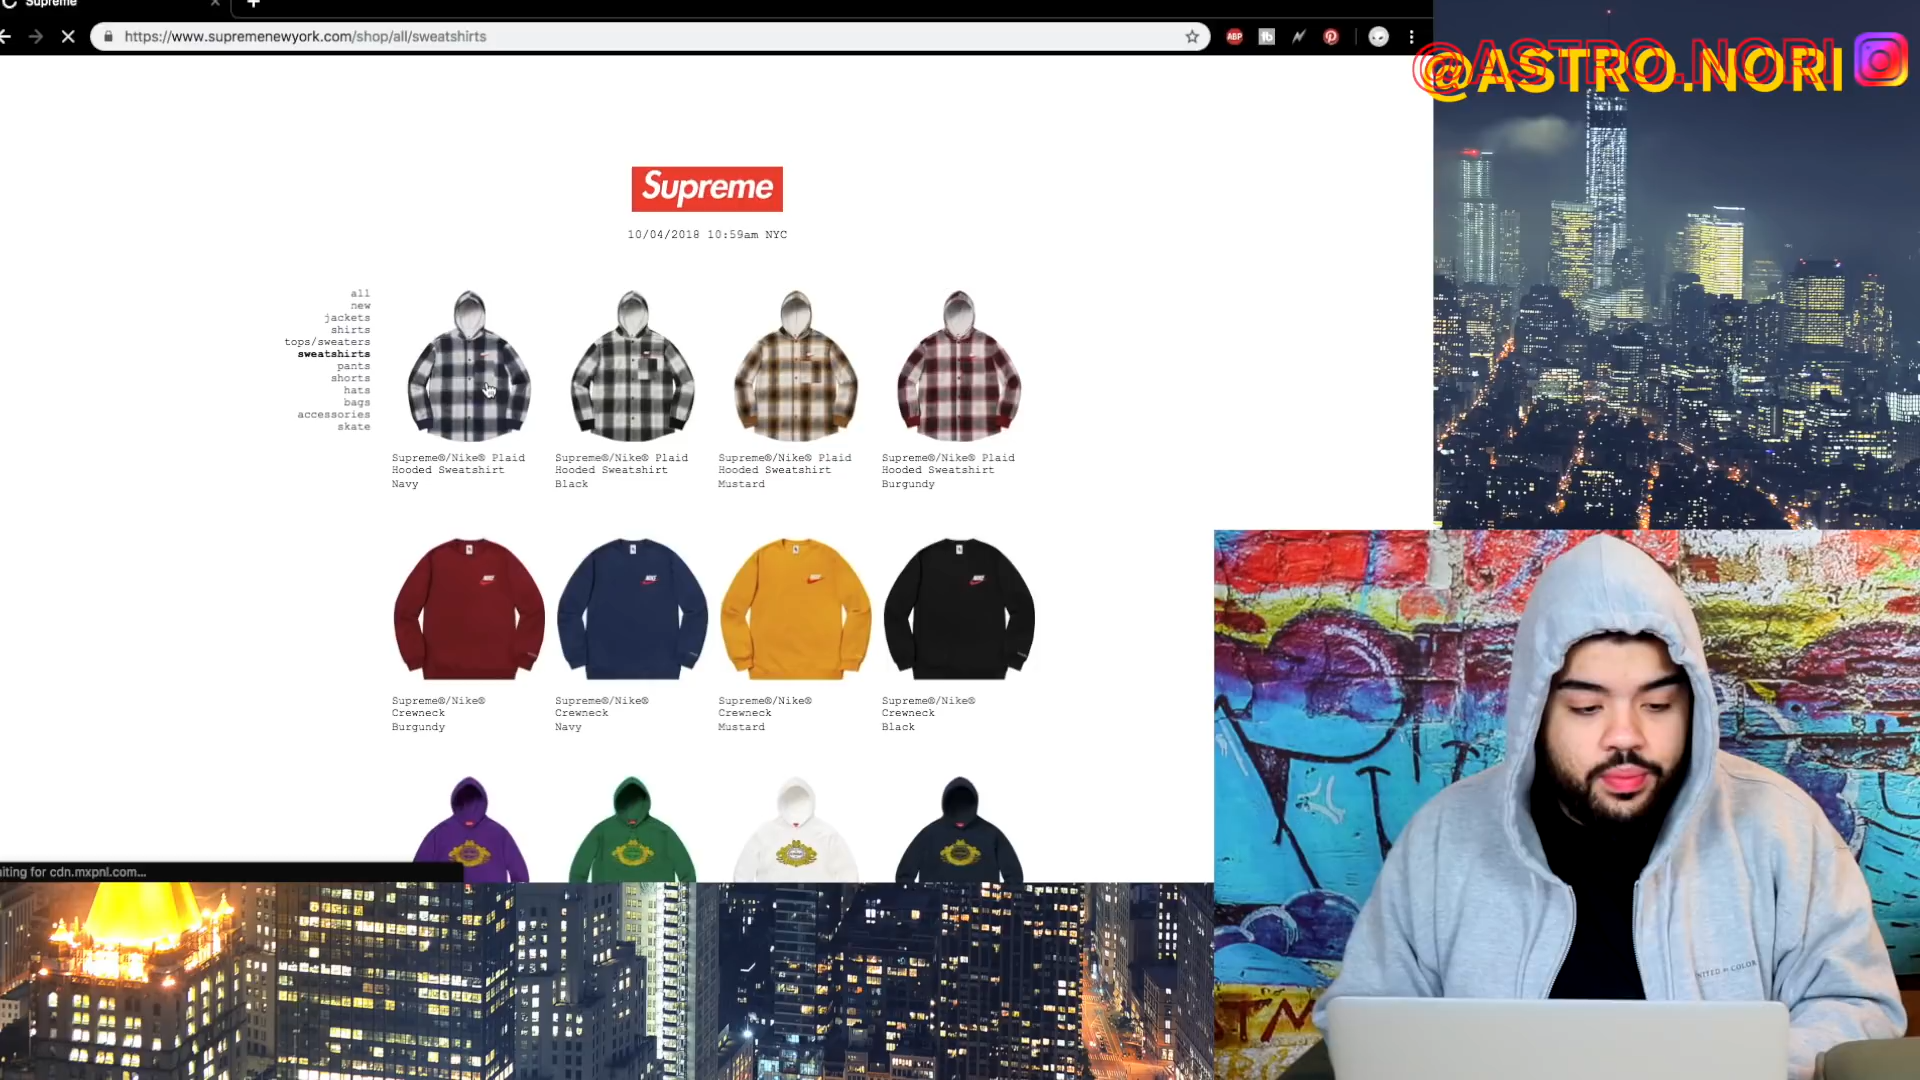 Supreme
https://www.supremenewyork.com/shop/all/sweatshirts
ABP
@ASTRO.NORI
Supreme
10/04/2018 10:59am NYC
all
new
jackets
shirts
tops/sweaters
sweatshirts
pants
shorts
hats
bags
accessories
skate
Supreme®/Nike® Plaid
Hooded Sweatshirt
Navy
Supreme®/Nike® Plaid
Hooded Sweatshirt
Black
Supreme®/Nike® Plaid
Hooded Sweatshirt
Mustard
Supreme®/Nike® Plaid
Hooded Sweatshirt
Burgundy
Supreme®/Nike®
Crewneck
Burgundy
Supreme®/Nike®
Crewneck
Navy
Supreme®/Nike®
Crewneck
Mustard
Supreme®/Nike®
Crewneck
Black
aiting for cdn.mxpnl.com...